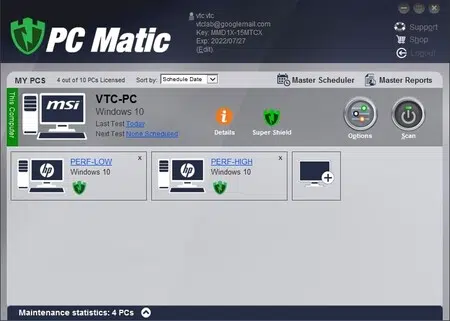 PC Matic
vtc vtc
vtclab@googlemail.com
Key: MMD1X-15MTCX
Exp: 2022/07/27
(Edit)
Support
Shop
Logout
MY PCS
4 out of 10 PCs Licensed
Sort by:
Schedule Date
Master Scheduler
Master Reports
This Computer
msi
VTC-PC
Windows 10
Last Test Today
Next Test None Scheduled
Details
Super Shield
Options
Scan
hp
PERF-LOW
x
Windows 10
hp
PERF-HIGH
x
Windows 10
Maintenance statistics: 4 PCs